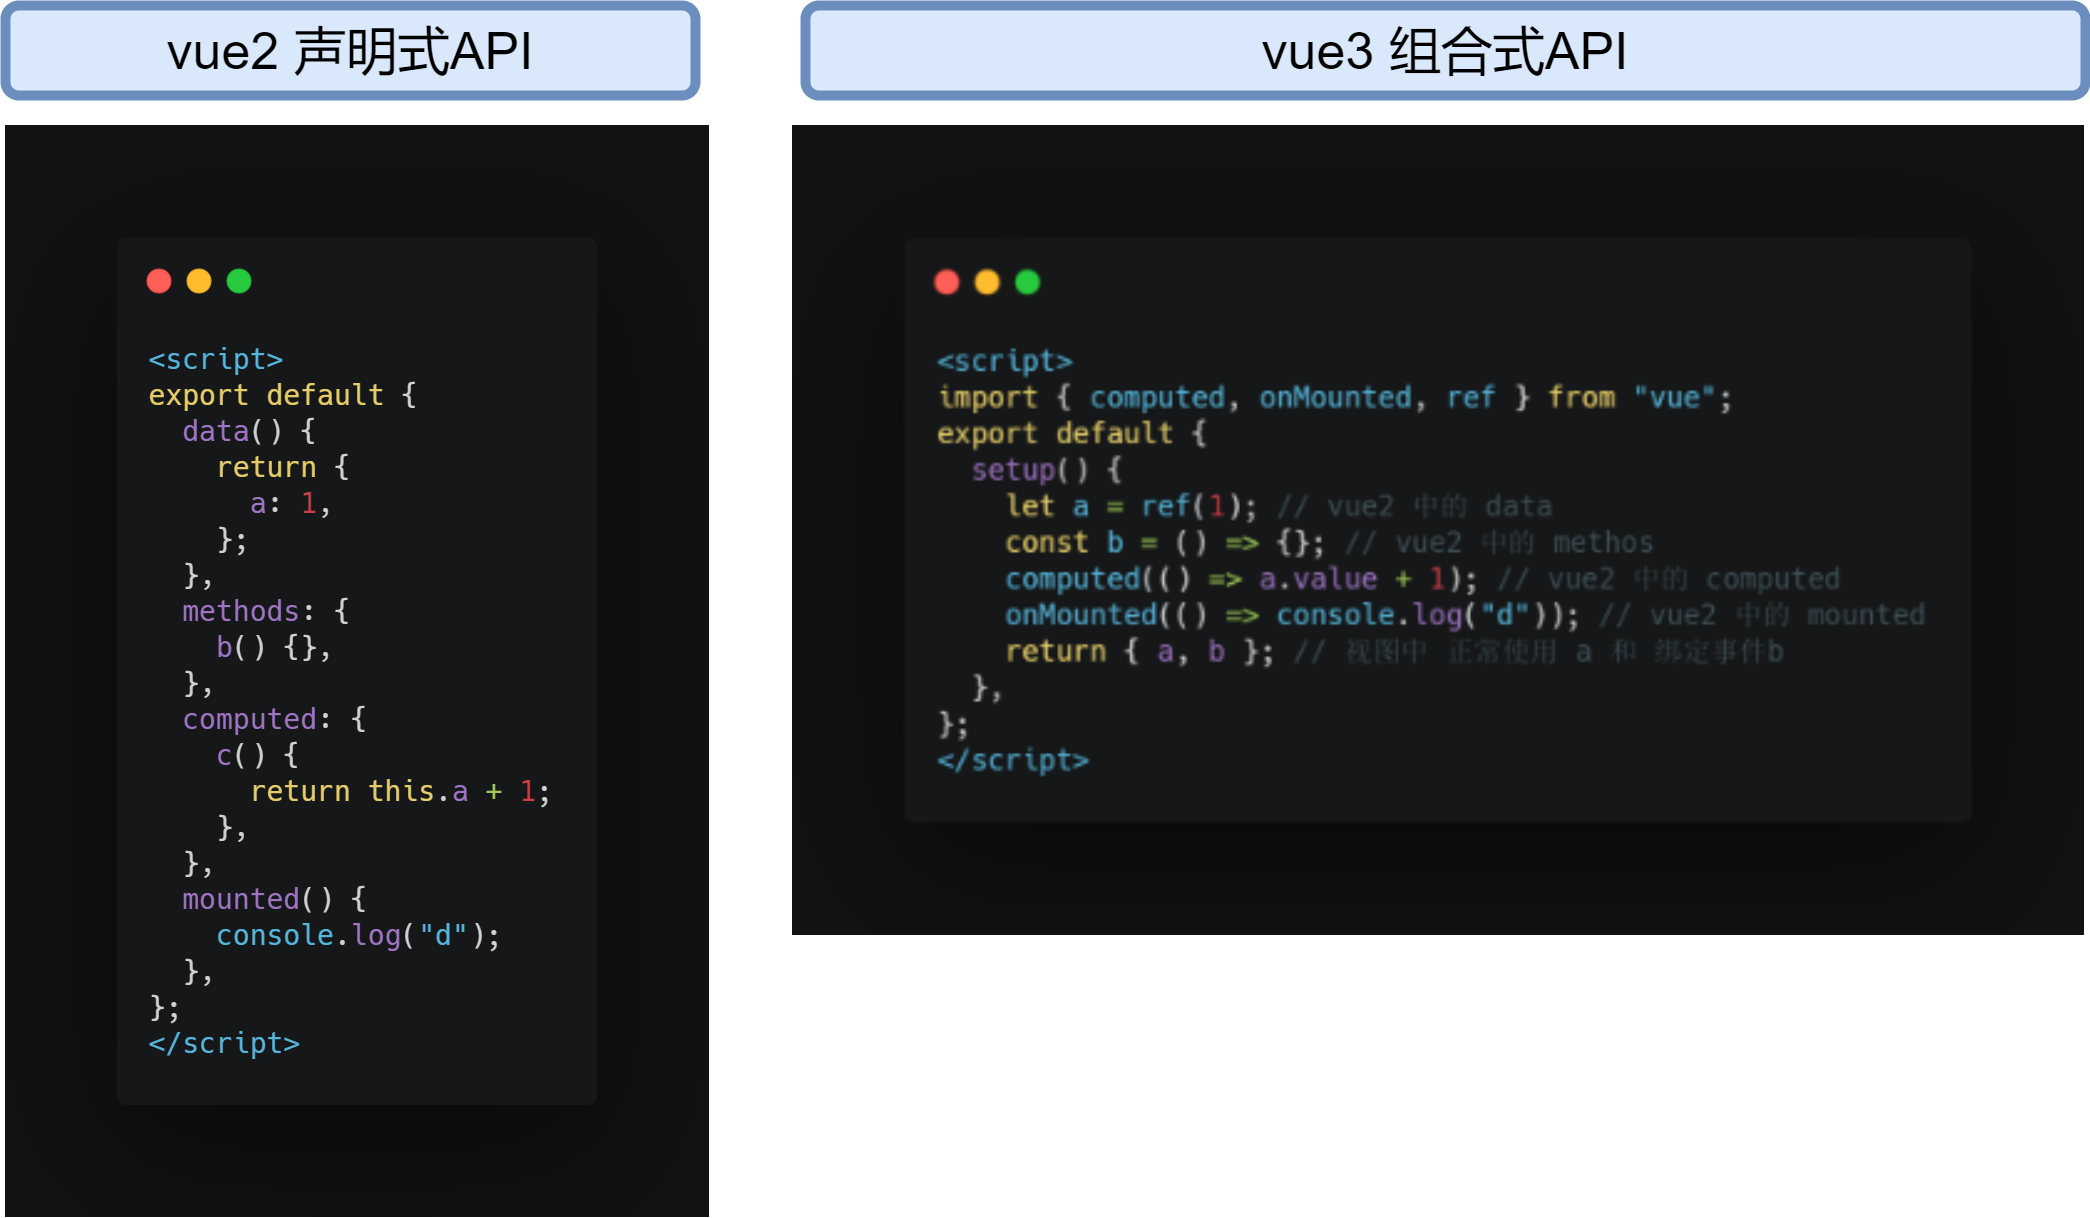 vue2 声明式API
<script>
export default {
  data() {
    return {
      a: 1,
    };
  },
  methods: {
    b() {},
  },
  computed: {
    c() {
      return this.a + 1;
    },
  },
  mounted() {
    console.log("d");
  },
};
</script>
vue3 组合式API
<script>
import { computed, onMounted, ref } from "vue";
export default {
  setup() {
    let a = ref(1); // vue2 中的 data
    const b = () => {}; // vue2 中的 methos
    computed(() => a.value + 1); // vue2 中的 computed
    onMounted(() => console.log("d")); // vue2 中的 mounted
    return { a, b }; // 视图中 正常使用 a 和 绑定事件b
  },
};
</script>